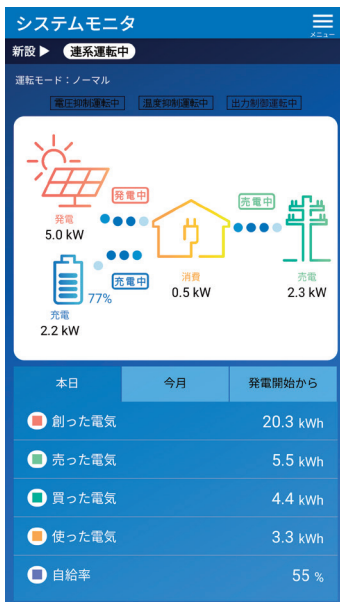 システムモニタ
メニュー
新設▶ 連系運転中
運転モード：ノーマル
電圧抑制運転中 温度抑制運転中 出力制御運転中
発電中
売電中
発電
5.0 kW
充電中
77%
消費
0.5 kW
売電
2.3 kW
充電
2.2 kW
本日 今月 発電開始から
創った電気 20.3 kWh
売った電気 5.5 kWh
買った電気 4.4 kWh
使った電気 3.3 kWh
自給率 55 %